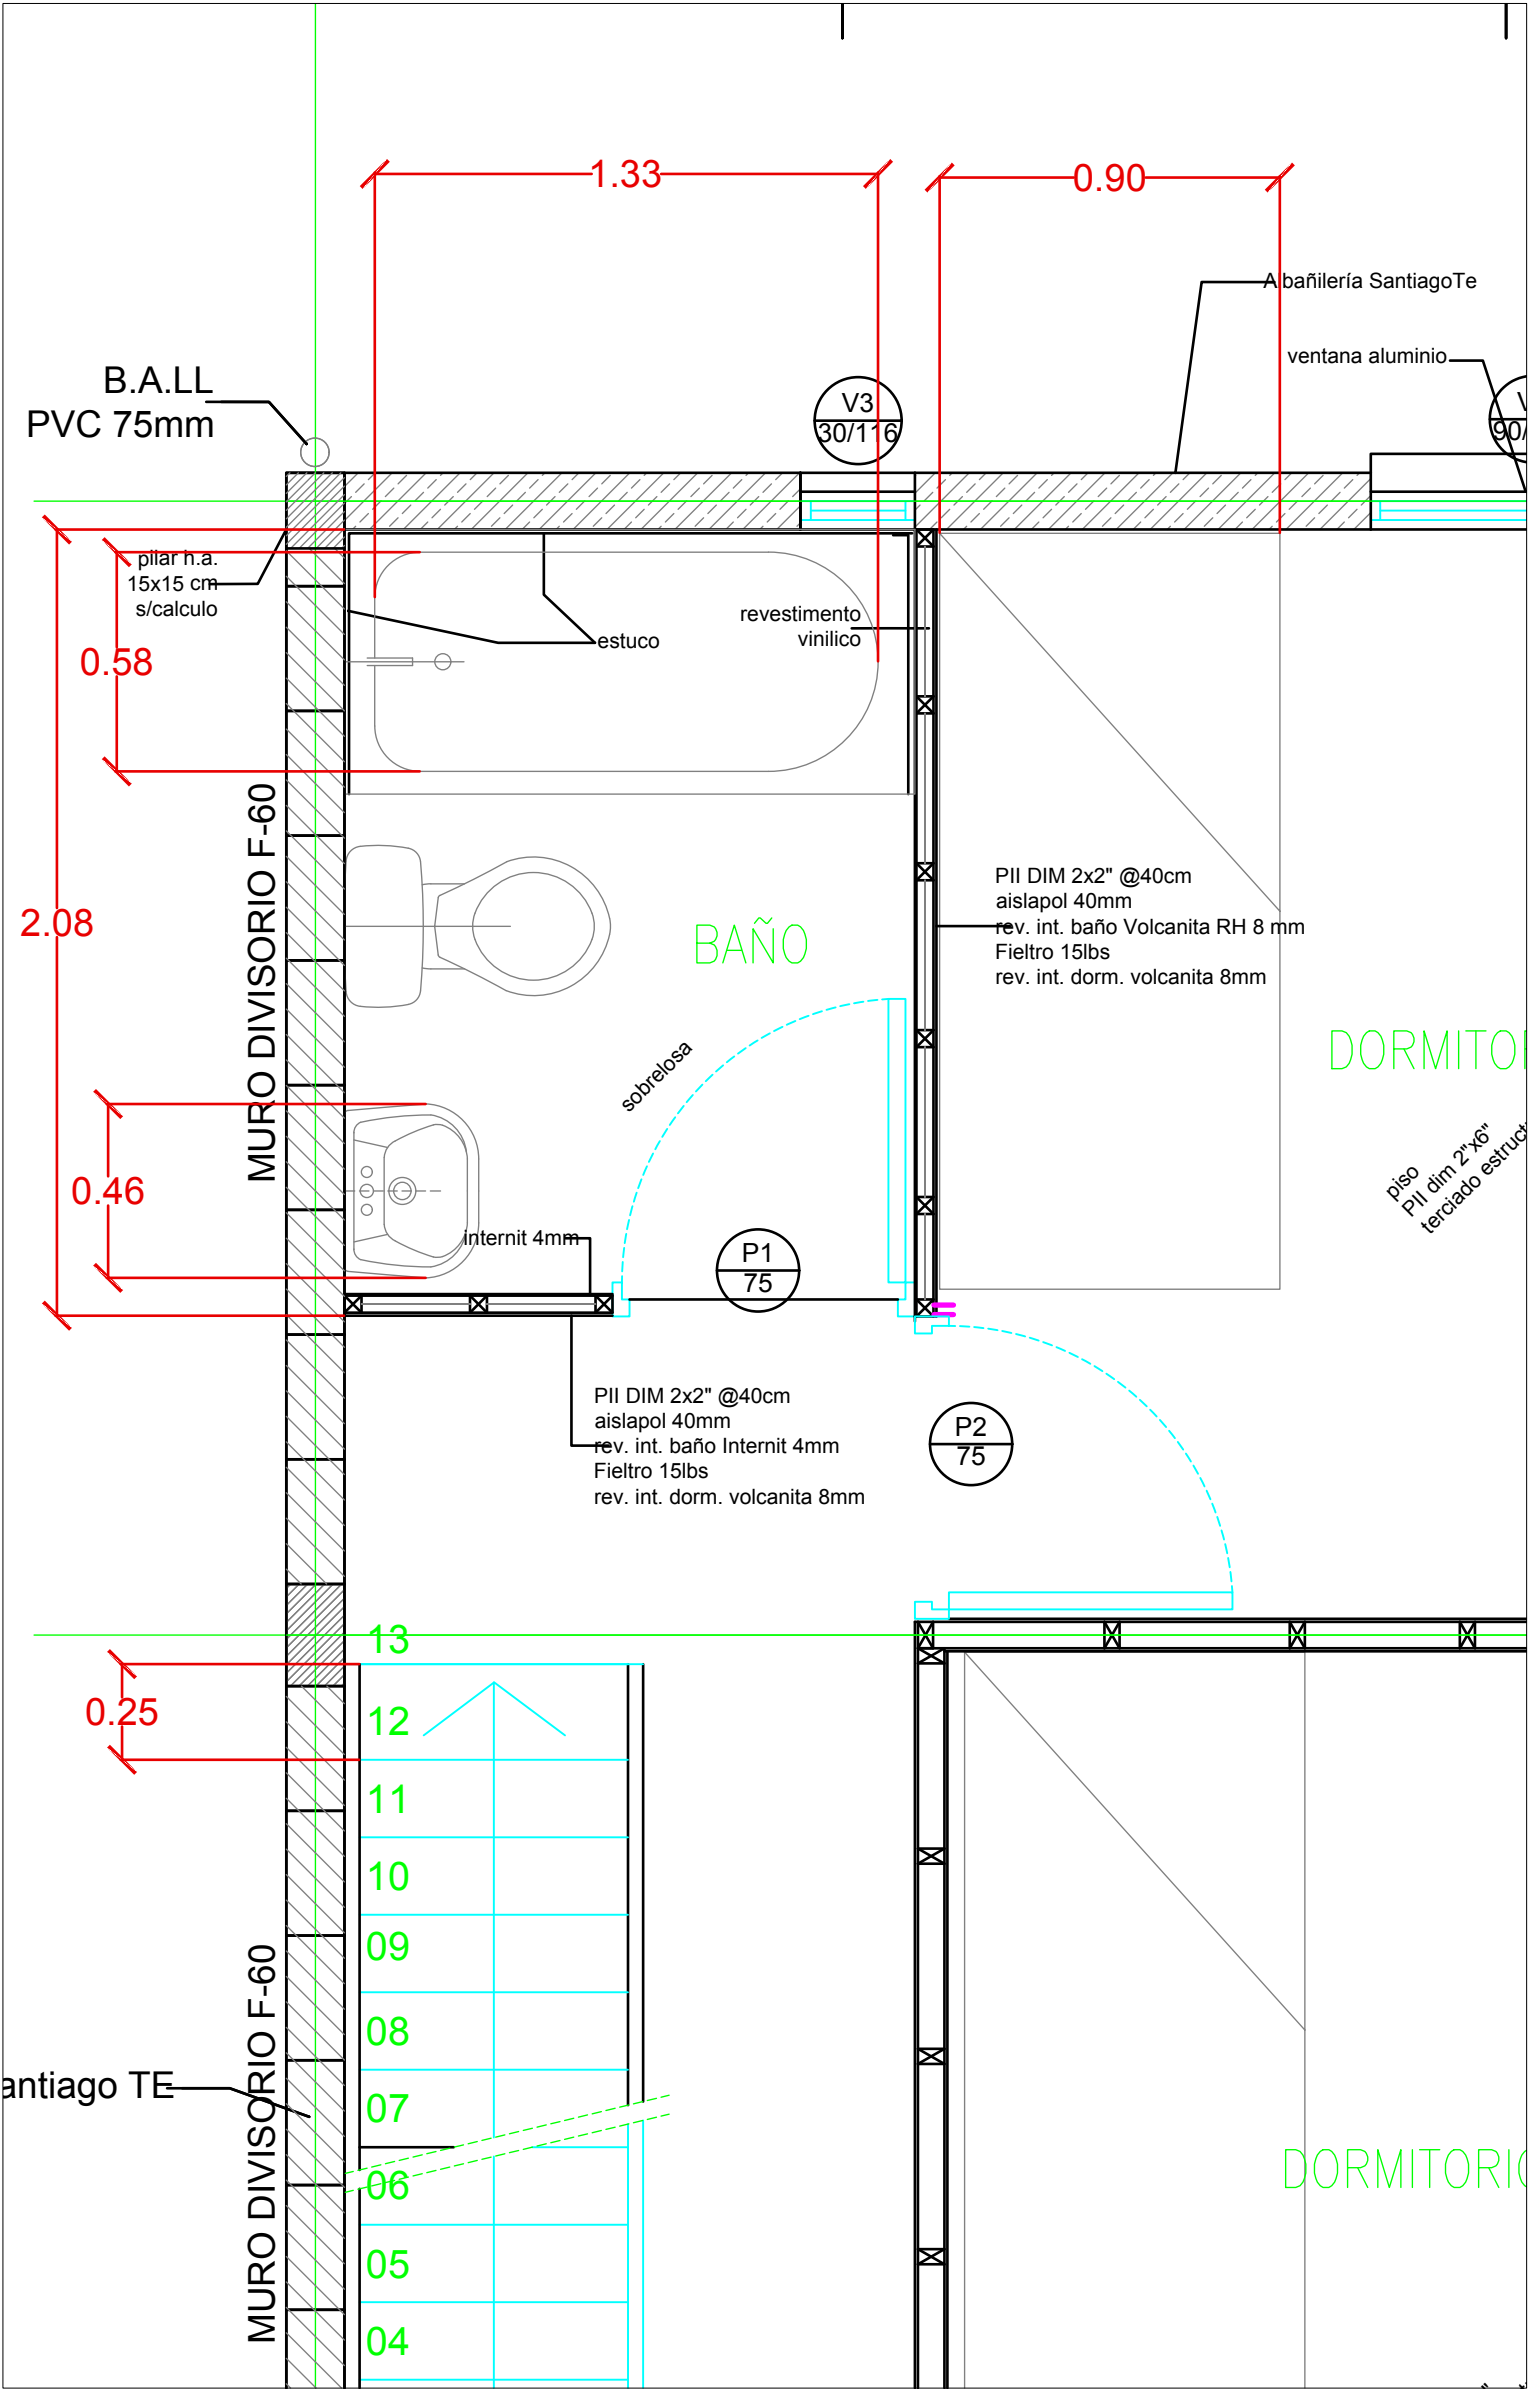 1.33
0.90
Albañilería SantiagoTe
ventana aluminio
B.A.LL
PVC 75mm
V3
30/116
V
90/
pilar h.a.
15x15 cm
s/calculo
0.58
estuco
revestimento
vinilico
MURO DIVISORIO F-60
2.08
BAÑO
PII DIM 2x2" @40cm
aislapol 40mm
rev. int. baño Volcanita RH 8 mm
Fieltro 15lbs
rev. int. dorm. volcanita 8mm
DORMITO
sobrelosa
piso
PII dim 2"x6"
terciado estruct
0.46
internit 4mm
P1
75
PII DIM 2x2" @40cm
aislapol 40mm
rev. int. baño Internit 4mm
Fieltro 15lbs
rev. int. dorm. volcanita 8mm
P2
75
13
0.25
12
11
10
09
08
07
06
05
04
MURO DIVISORIO F-60
antiago TE
DORMITORIO